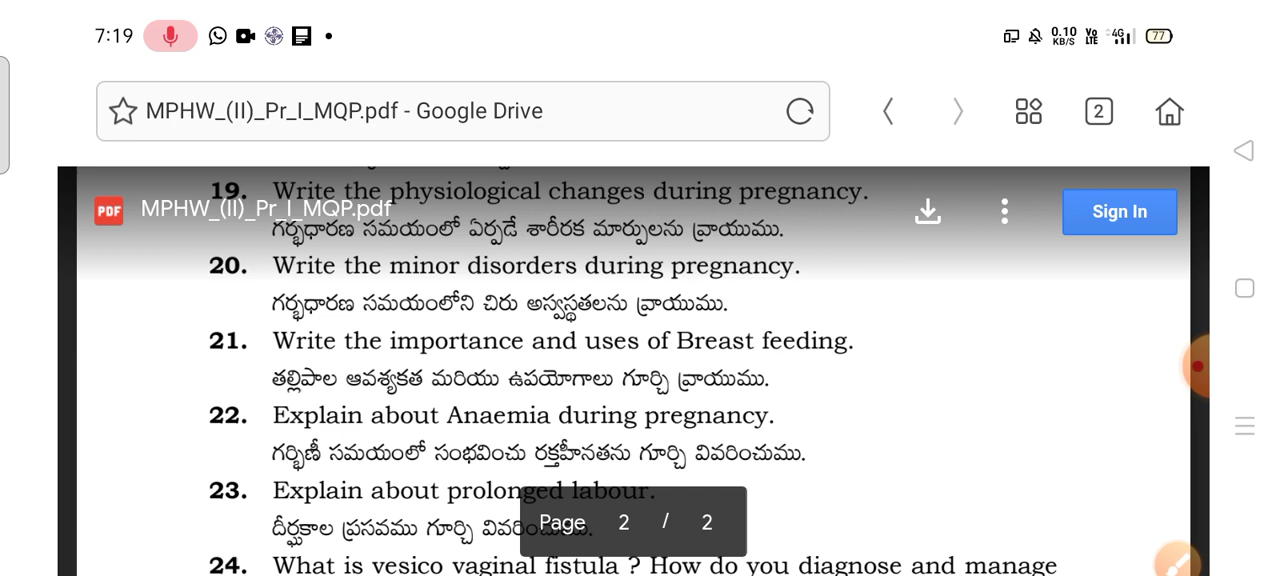 7:19 0.10 KB/S Vo LTE 4G 77
MPHW_(II)_Pr_I_MQP.pdf - Google Drive 2
19. Write the physiological changes during pregnancy.
PDF MPHW_(II)_Pr_I_MQP.pdf Sign In
గర్భధారణ సమయంలో ఏర్పడే శారీరక మార్పులను వ్రాయుము.
20. Write the minor disorders during pregnancy.
గర్భధారణ సమయంలోని చిరు అస్వస్థతలను వ్రాయుము.
21. Write the importance and uses of Breast feeding.
తల్లిపాల ఆవశ్యకత మరియు ఉపయోగాలు గూర్చి వ్రాయుము.
22. Explain about Anaemia during pregnancy.
గర్భిణీ సమయంలో సంభవించు రక్తహీనతను గూర్చి వివరించుము.
23. Explain about prolonged labour.
దీర్ఘకాల ప్రసవము గూర్చి వివరించుము.
Page 2 / 2
24. What is vesico vaginal fistula ? How do you diagnose and manage